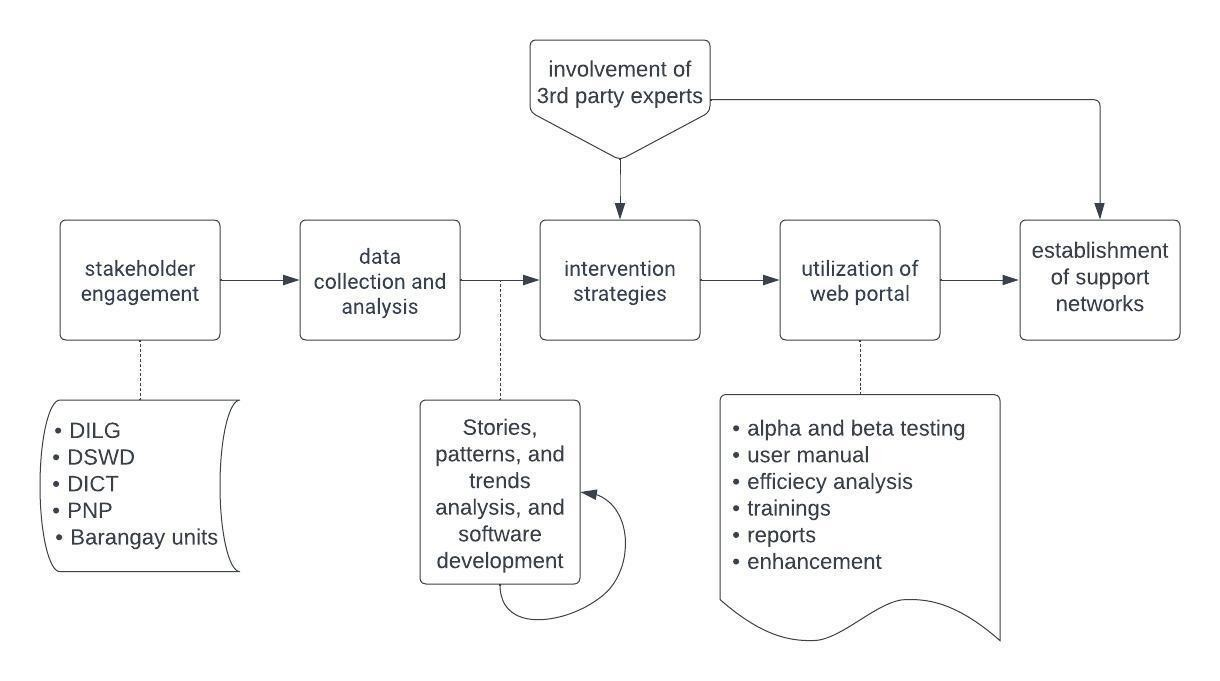 involvement of
3rd party experts
stakeholder
engagement
data
collection and
analysis
intervention
strategies
utilization of
web portal
establishment
of support
networks
• DILG
• DSWD
• DICT
• PNP
• Barangay units
Stories,
patterns, and
trends
analysis, and
software
development
• alpha and beta testing
• user manual
• efficiecy analysis
• trainings
• reports
• enhancement